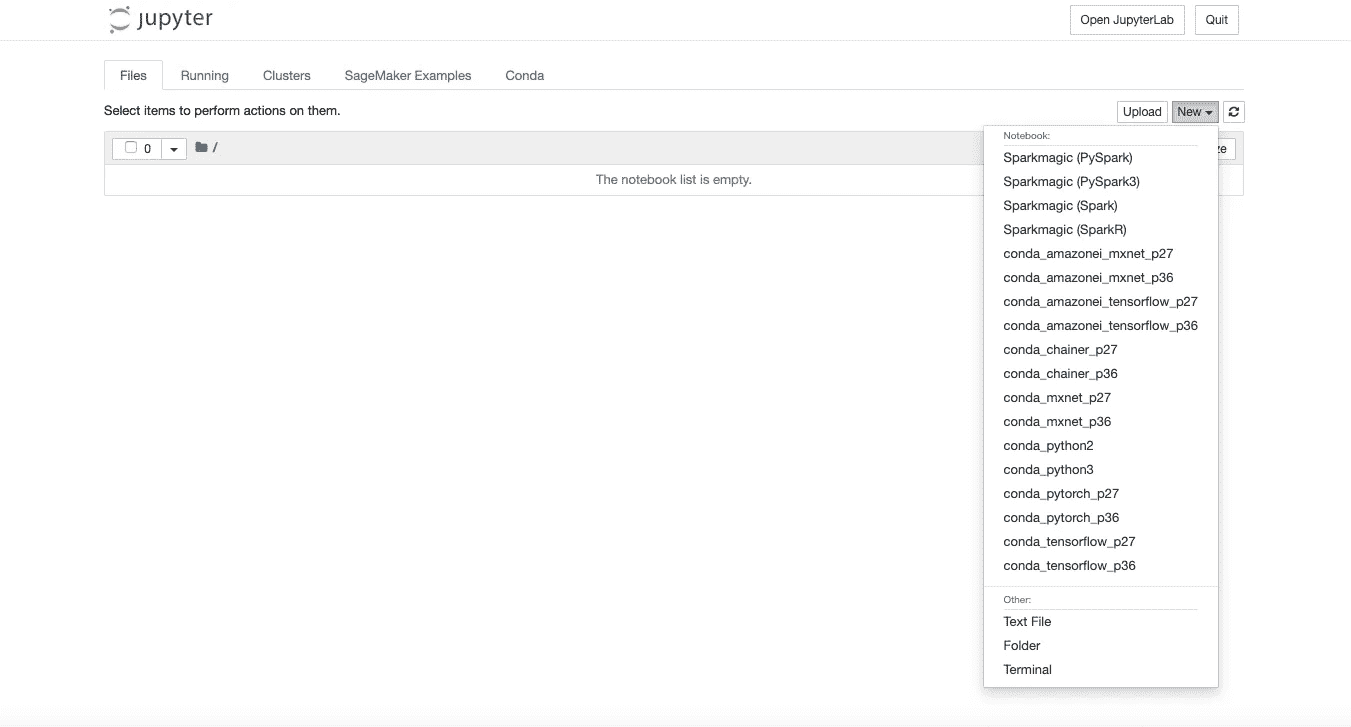 jupyter
Open JupyterLab Quit
Files Running Clusters SageMaker Examples Conda
Select items to perform actions on them.
Upload New
0 /
The notebook list is empty.
Notebook:
Sparkmagic (PySpark)
Sparkmagic (PySpark3)
Sparkmagic (Spark)
Sparkmagic (SparkR)
conda_amazonei_mxnet_p27
conda_amazonei_mxnet_p36
conda_amazonei_tensorflow_p27
conda_amazonei_tensorflow_p36
conda_chainer_p27
conda_chainer_p36
conda_mxnet_p27
conda_mxnet_p36
conda_python2
conda_python3
conda_pytorch_p27
conda_pytorch_p36
conda_tensorflow_p27
conda_tensorflow_p36
Other:
Text File
Folder
Terminal